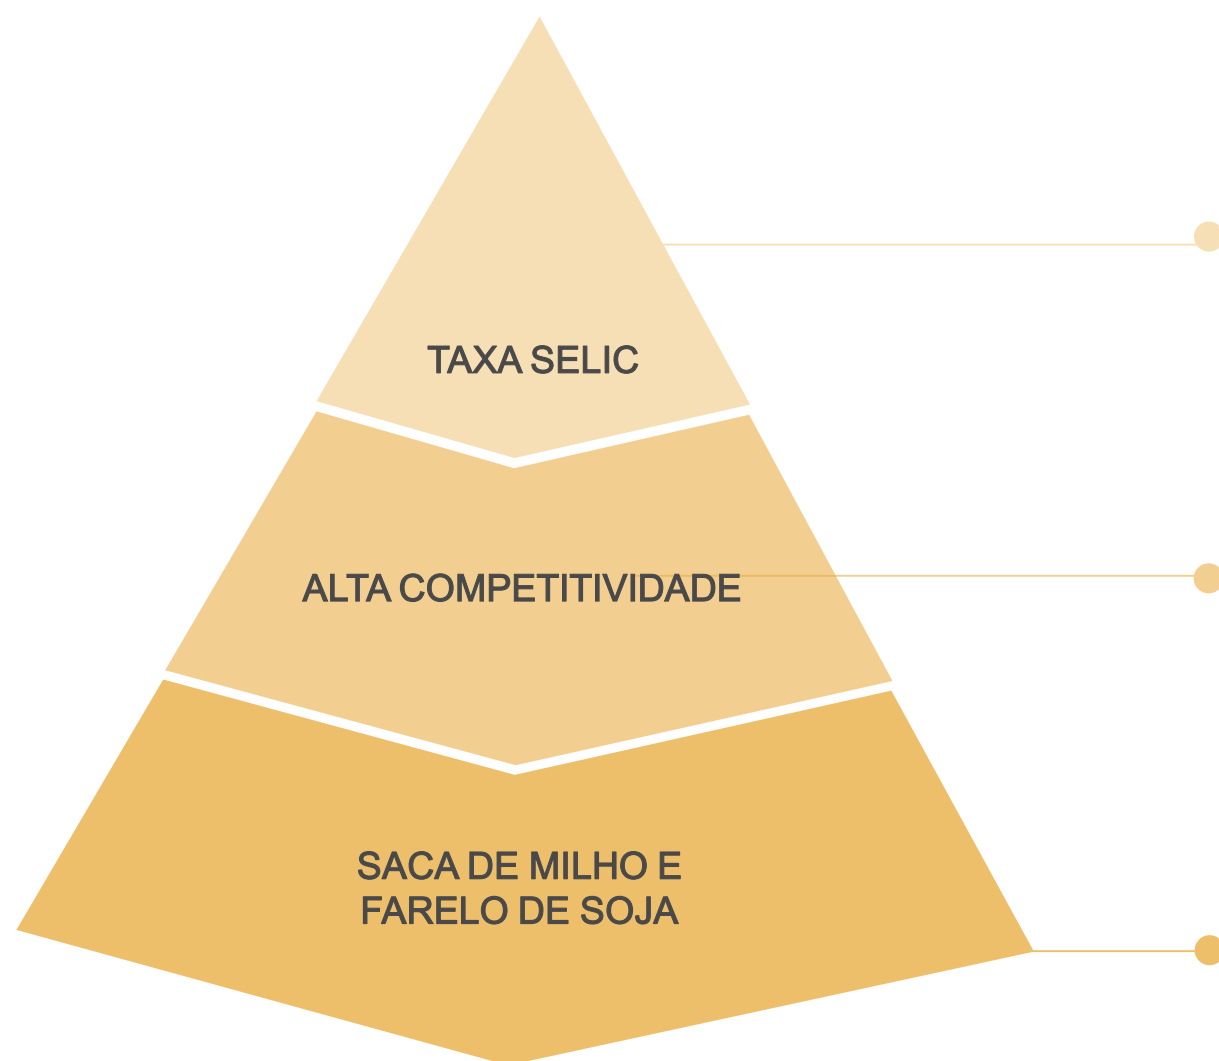 TAXA SELIC
ALTA COMPETITIVIDADE
SACA DE MILHO E
FARELO DE SOJA